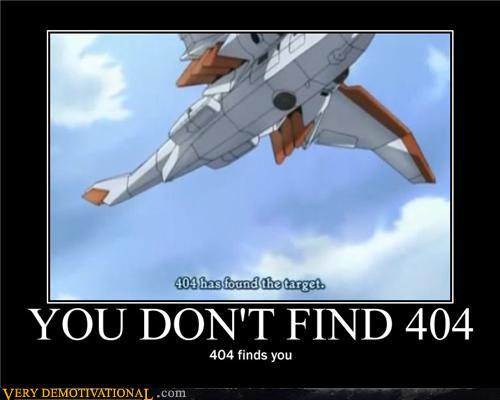 404 has found the target.
YOU DON'T FIND 404
404 finds you
VERY DEMOTIVATIONAL.com